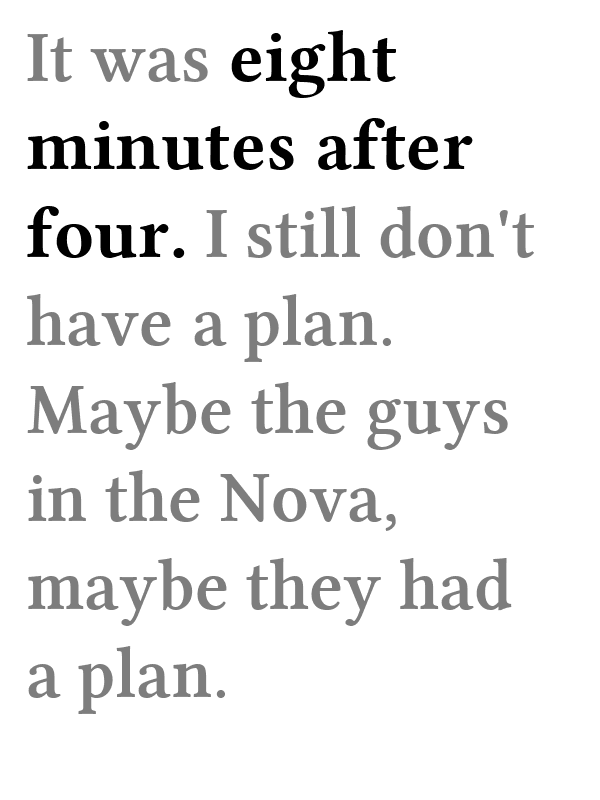 It was eight
minutes after
four. I still don't
have a plan.
Maybe the guys
in the Nova,
maybe they had
a plan.